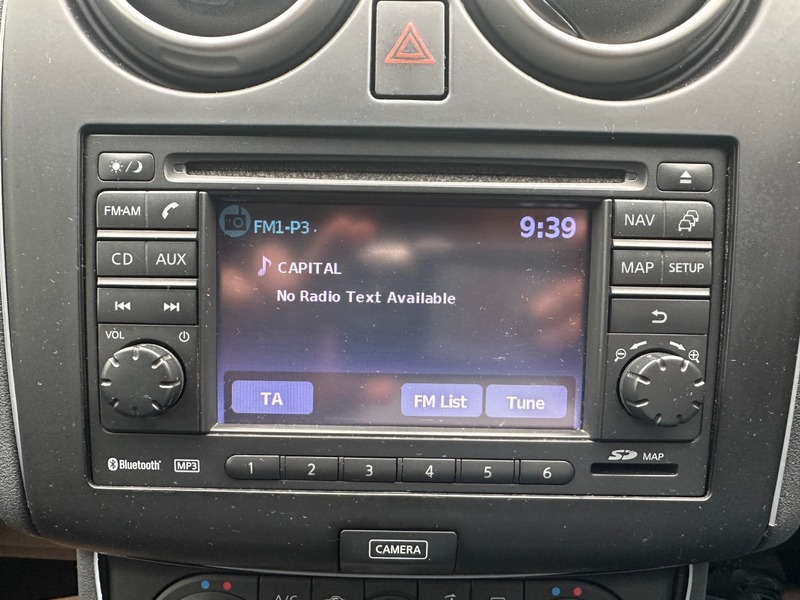 FM1-P3
9:39
CAPITAL
No Radio Text Available
TA
FM List
Tune
FM·AM
CD
AUX
VOL
NAV
MAP
SETUP
Bluetooth
MP3
1 2 3 4 5 6
SD MAP
CAMERA
A/C